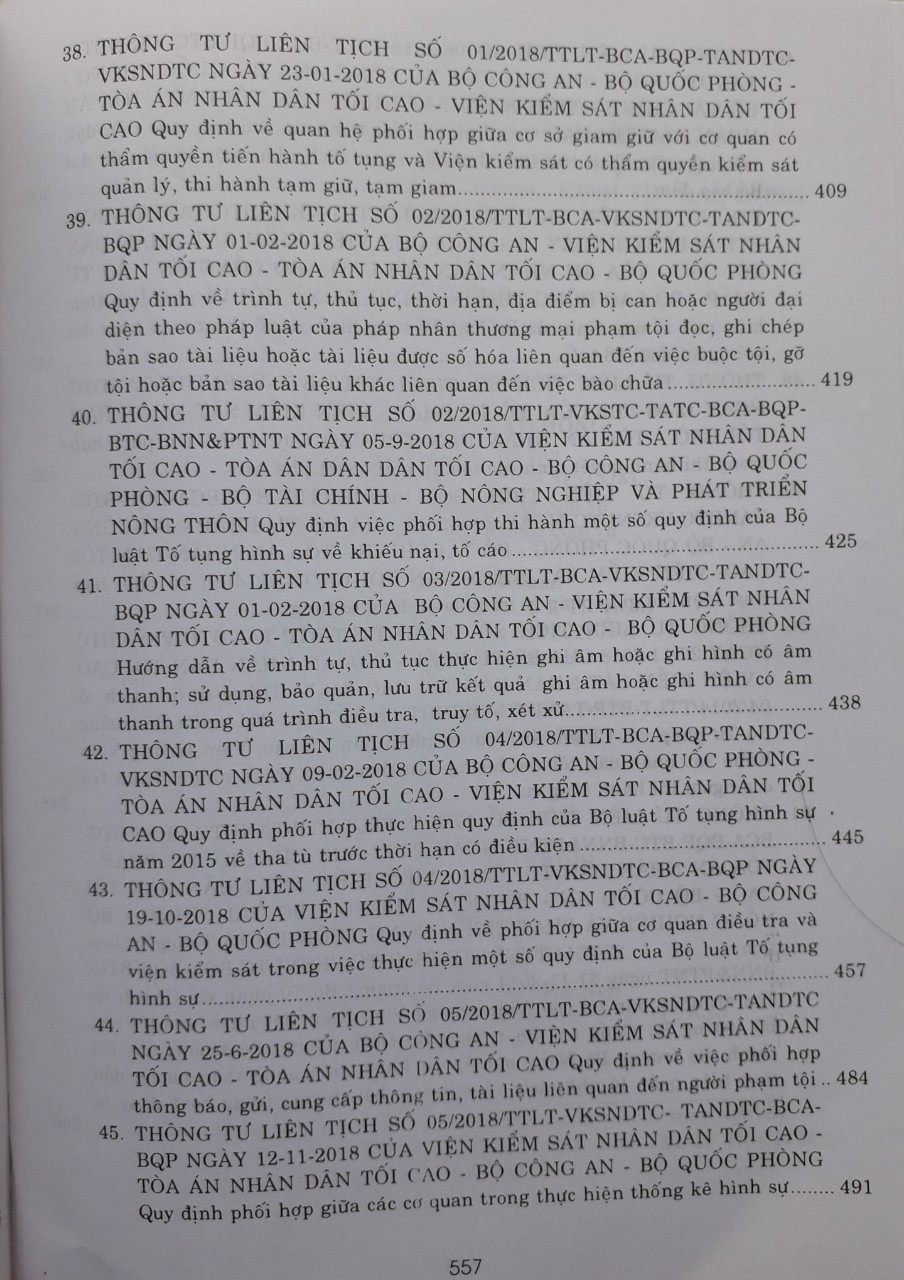 38. THÔNG TƯ LIÊN TỊCH SỐ 01/2018/TTLT-BCA-BQP-TANDTC-
VKSNDTC NGÀY 23-01-2018 CỦA BỘ CÔNG AN - BỘ QUỐC PHÒNG -
TÒA ÁN NHÂN DÂN TỐI CAO - VIỆN KIỂM SÁT NHÂN DÂN TỐI
CAO Quy định về quan hệ phối hợp giữa cơ sở giam giữ với cơ quan có
thẩm quyền tiến hành tố tụng và Viện kiểm sát có thẩm quyền kiểm sát
quản lý, thi hành tạm giữ, tạm giam.................................................. 409
39. THÔNG TƯ LIÊN TỊCH SỐ 02/2018/TTLT-BCA-VKSNDTC-TANDTC-
BQP NGÀY 01-02-2018 CỦA BỘ CÔNG AN - VIỆN KIỂM SÁT NHÂN
DÂN TỐI CAO - TÒA ÁN NHÂN DÂN TỐI CAO - BỘ QUỐC PHÒNG
Quy định về trình tự, thủ tục, thời hạn, địa điểm bị can hoặc người đại
diện theo pháp luật của pháp nhân thương mại phạm tội đọc, ghi chép
bản sao tài liệu hoặc tài liệu được số hóa liên quan đến việc buộc tội, gỡ
tội hoặc bản sao tài liệu khác liên quan đến việc bào chữa..................... 419
40. THÔNG TƯ LIÊN TỊCH SỐ 02/2018/TTLT-VKSTC-TATC-BCA-BQP-
BTC-BNN&PTNT NGÀY 05-9-2018 CỦA VIỆN KIỂM SÁT NHÂN DÂN
TỐI CAO - TÒA ÁN DÂN DÂN TỐI CAO - BỘ CÔNG AN - BỘ QUỐC
PHÒNG - BỘ TÀI CHÍNH - BỘ NÔNG NGHIỆP VÀ PHÁT TRIỂN
NÔNG THÔN Quy định việc phối hợp thi hành một số quy định của Bộ
luật Tố tụng hình sự về khiếu nại, tố cáo............................................ 425
41. THÔNG TƯ LIÊN TỊCH SỐ 03/2018/TTLT-BCA-VKSNDTC-TANDTC-
BQP NGÀY 01-02-2018 CỦA BỘ CÔNG AN - VIỆN KIỂM SÁT NHÂN
DÂN TỐI CAO - TÒA ÁN NHÂN DÂN TỐI CAO - BỘ QUỐC PHÒNG
Hướng dẫn về trình tự, thủ tục thực hiện ghi âm hoặc ghi hình có âm
thanh; sử dụng, bảo quản, lưu trữ kết quả ghi âm hoặc ghi hình có âm
thanh trong quá trình điều tra, truy tố, xét xử..................................... 438
42. THÔNG TƯ LIÊN TỊCH SỐ 04/2018/TTLT-BCA-BQP-TANDTC-
VKSNDTC NGÀY 09-02-2018 CỦA BỘ CÔNG AN - BỘ QUỐC PHÒNG -
TÒA ÁN NHÂN DÂN TỐI CAO - VIỆN KIỂM SÁT NHÂN DÂN TỐI
CAO Quy định phối hợp thực hiện quy định của Bộ luật Tố tụng hình sự
năm 2015 về tha tù trước thời hạn có điều kiện................................... 445
43. THÔNG TƯ LIÊN TỊCH SỐ 04/2018/TTLT-VKSNDTC-BCA-BQP NGÀY
19-10-2018 CỦA VIỆN KIỂM SÁT NHÂN DÂN TỐI CAO - BỘ CÔNG
AN - BỘ QUỐC PHÒNG Quy định về phối hợp giữa cơ quan điều tra và
viện kiểm sát trong việc thực hiện một số quy định của Bộ luật Tố tụng
hình sự........................................................................................ 457
44. THÔNG TƯ LIÊN TỊCH SỐ 05/2018/TTLT-BCA-VKSNDTC-TANDTC
NGÀY 25-6-2018 CỦA BỘ CÔNG AN - VIỆN KIỂM SÁT NHÂN DÂN
TỐI CAO - TÒA ÁN NHÂN DÂN TỐI CAO Quy định về việc phối hợp
thông báo, gửi, cung cấp thông tin, tài liệu liên quan đến người phạm tội .. 484
45. THÔNG TƯ LIÊN TỊCH SỐ 05/2018/TTLT-VKSNDTC- TANDTC-BCA-
BQP NGÀY 12-11-2018 CỦA VIỆN KIỂM SÁT NHÂN DÂN TỐI CAO -
TÒA ÁN NHÂN DÂN TỐI CAO - BỘ CÔNG AN - BỘ QUỐC PHÒNG
Quy định phối hợp giữa các cơ quan trong thực hiện thống kê hình sự........ 491
557